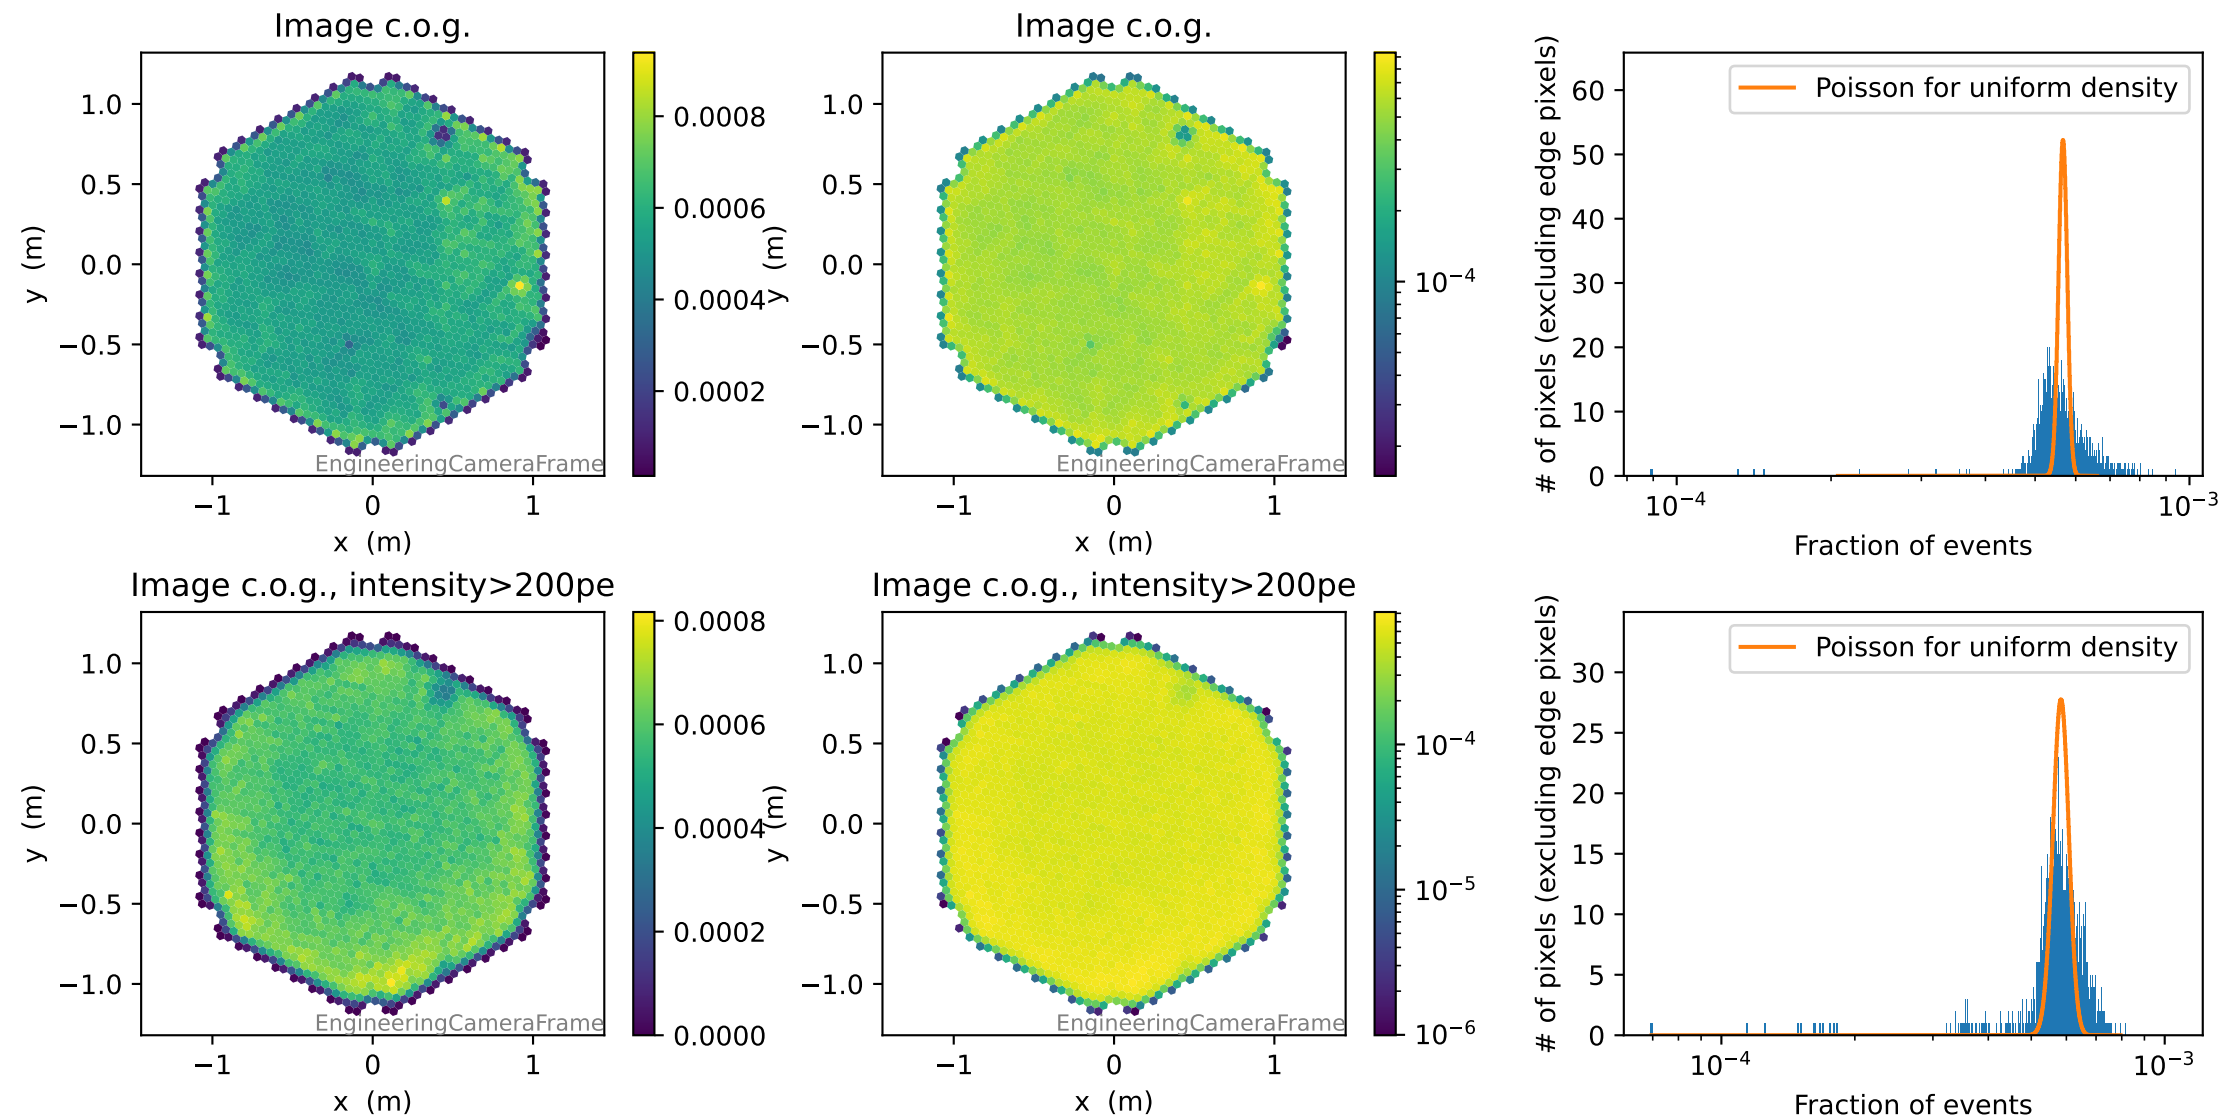 Image c.o.g.
1.0
0.5
0.0
−0.5
−1.0
y (m)
−1
0
1
x (m)
EngineeringCameraFrame
0.0008
0.0006
0.0004
0.0002
Image c.o.g.
1.0
0.5
0.0
−0.5
−1.0
y (m)
−1
0
1
x (m)
EngineeringCameraFrame
10⁻⁴
# of pixels (excluding edge pixels)
60
50
40
30
20
10
0
Poisson for uniform density
10⁻⁴
10⁻³
Fraction of events
Image c.o.g., intensity>200pe
1.0
0.5
0.0
−0.5
−1.0
y (m)
−1
0
1
x (m)
EngineeringCameraFrame
0.0008
0.0006
0.0004
0.0002
0.0000
Image c.o.g., intensity>200pe
1.0
0.5
0.0
−0.5
−1.0
y (m)
−1
0
1
x (m)
EngineeringCameraFrame
10⁻⁴
10⁻⁵
10⁻⁶
# of pixels (excluding edge pixels)
30
25
20
15
10
5
0
Poisson for uniform density
10⁻⁴
10⁻³
Fraction of events